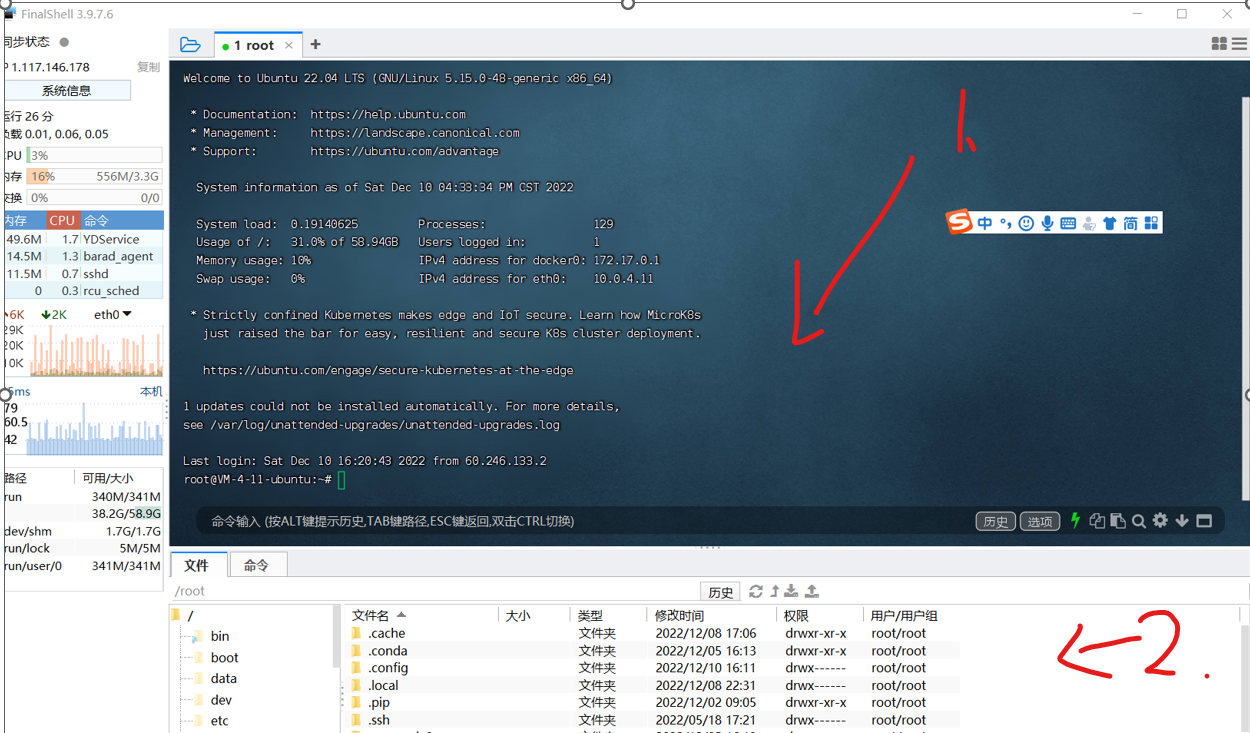 FinalShell 3.9.7.6
同步状态
1.117.146.178 复制
系统信息
运行 26 分
负载 0.01, 0.06, 0.05
CPU 3%
内存 16% 556M/3.3G
交换 0% 0/0
内存 CPU 命令
49.6M 1.7 YDService
14.5M 1.3 barad_agent
11.5M 0.7 sshd
0 0.3 rcu_sched
6K 2K eth0
29K
20K
10K
5ms 本机
79
60.5
42
路径 可用/大小
run 340M/341M
38.2G/58.9G
dev/shm 1.7G/1.7G
run/lock 5M/5M
run/user/0 341M/341M
1 root × +
Welcome to Ubuntu 22.04 LTS (GNU/Linux 5.15.0-48-generic x86_64)
* Documentation: https://help.ubuntu.com
* Management: https://landscape.canonical.com
* Support: https://ubuntu.com/advantage
System information as of Sat Dec 10 04:33:34 PM CST 2022
System load: 0.19140625 Processes: 129
Usage of /: 31.0% of 58.94GB Users logged in: 1
Memory usage: 10% IPv4 address for docker0: 172.17.0.1
Swap usage: 0% IPv4 address for eth0: 10.0.4.11
* Strictly confined Kubernetes makes edge and IoT secure. Learn how MicroK8s
just raised the bar for easy, resilient and secure K8s cluster deployment.
https://ubuntu.com/engage/secure-kubernetes-at-the-edge
1 updates could not be installed automatically. For more details,
see /var/log/unattended-upgrades/unattended-upgrades.log
Last login: Sat Dec 10 16:20:43 2022 from 60.246.133.2
root@VM-4-11-ubuntu:~#
1.
S 中 °, 简
命令输入 (按ALT键提示历史,TAB键路径,ESC键返回,双击CTRL切换) 历史 选项
文件 命令
/root 历史
/
bin
boot
data
dev
etc
文件名 大小 类型 修改时间 权限 用户/用户组
.cache 文件夹 2022/12/08 17:06 drwxr-xr-x root/root
.conda 文件夹 2022/12/05 16:13 drwxr-xr-x root/root
.config 文件夹 2022/12/10 16:11 drwx------ root/root
.local 文件夹 2022/12/08 22:31 drwx------ root/root
.pip 文件夹 2022/12/02 09:05 drwxr-xr-x root/root
.ssh 文件夹 2022/05/18 17:21 drwx------ root/root
2.